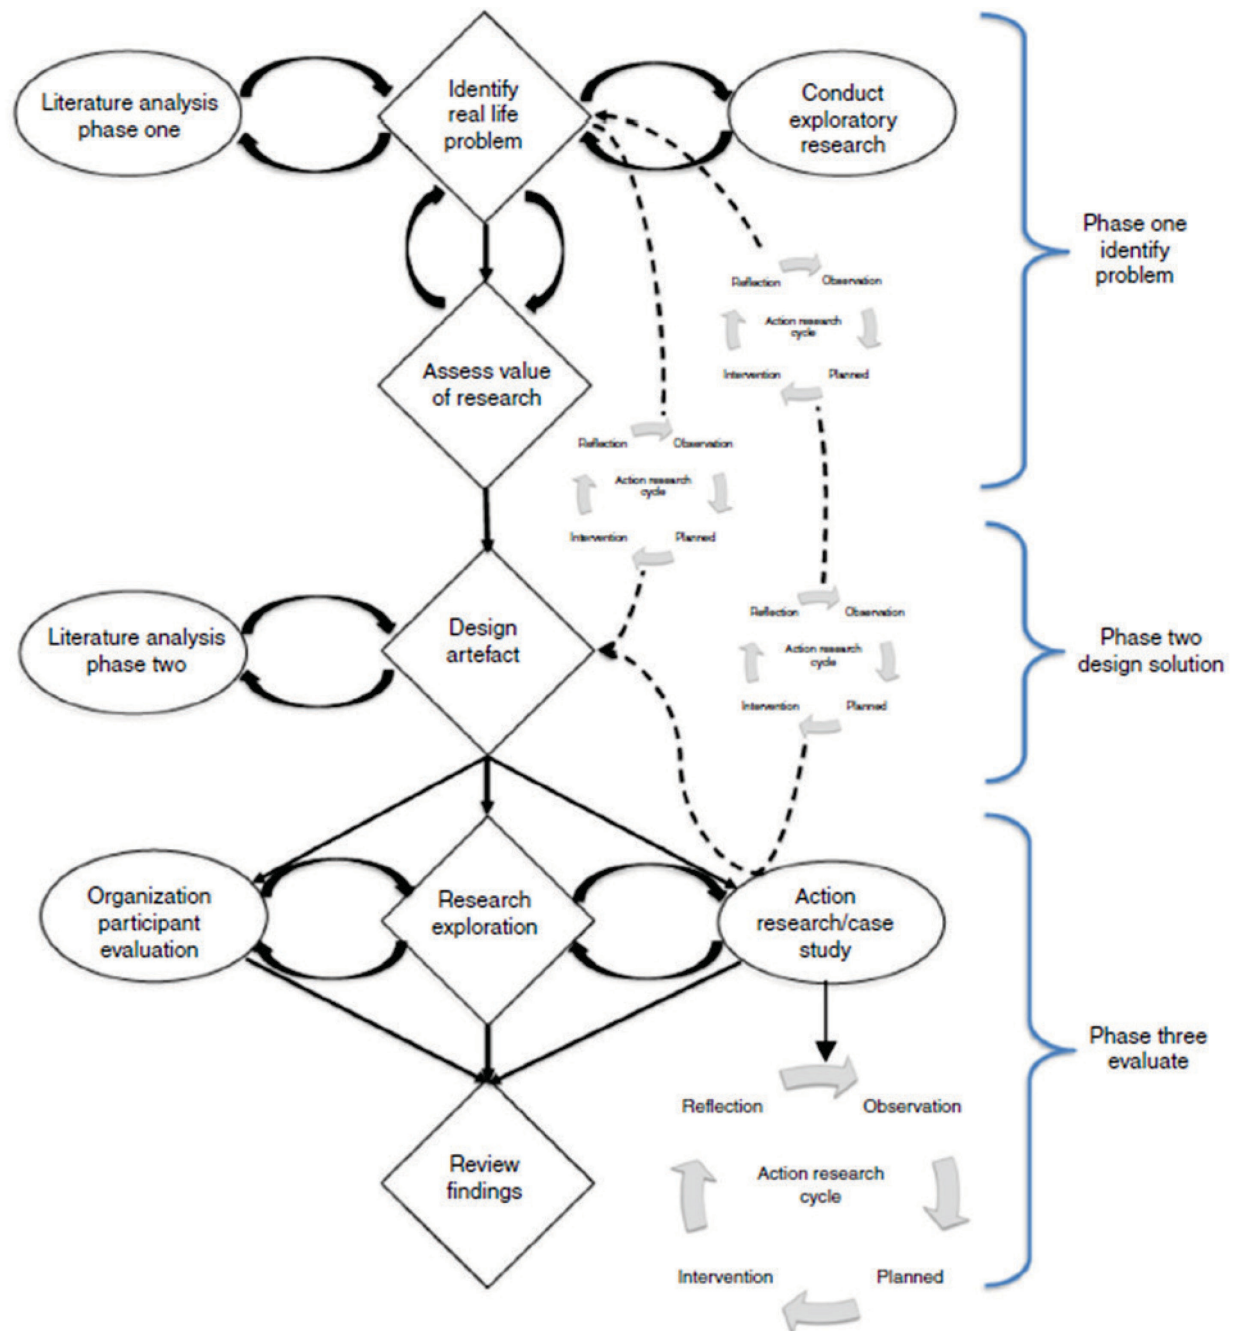 Literature analysis
phase one
Identify
real life
problem
Conduct
exploratory
research
Phase one
identify
problem
Reflection
Observation
Action research
cycle
Intervention
Planned
Assess value
of research
Reflection
Observation
Action research
cycle
Intervention
Planned
Literature analysis
phase two
Design
artefact
Reflection
Observation
Action research
cycle
Intervention
Planned
Phase two
design solution
Organization
participant
evaluation
Research
exploration
Action
research/case
study
Phase three
evaluate
Reflection
Observation
Action research
cycle
Intervention
Planned
Review
findings